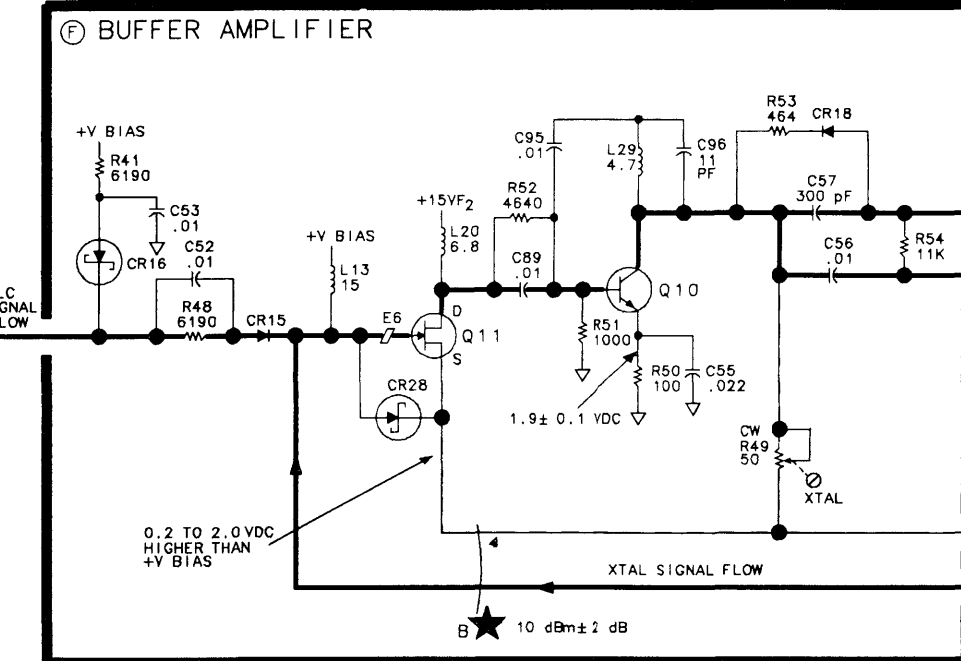 F BUFFER AMPLIFIER
+V BIAS
R41
6190
C53
.01
CR16
C52
.01
R48
6190
CR15
LC
GNAL
LOW
+V BIAS
L13
15
E6
+15VF2
L20
6.8
D
Q11
S
CR28
R52
4640
C89
.01
C95
.01
L29
4.7
C96
11
PF
Q10
R51
1000
R50
100
C55
.022
1.9± 0.1 VDC
R53
464
CR18
C57
300 pF
C56
.01
R54
11K
CW
R49
50
XTAL
0.2 TO 2.0 VDC
HIGHER THAN
+V BIAS
XTAL SIGNAL FLOW
B 10 dBm± 2 dB